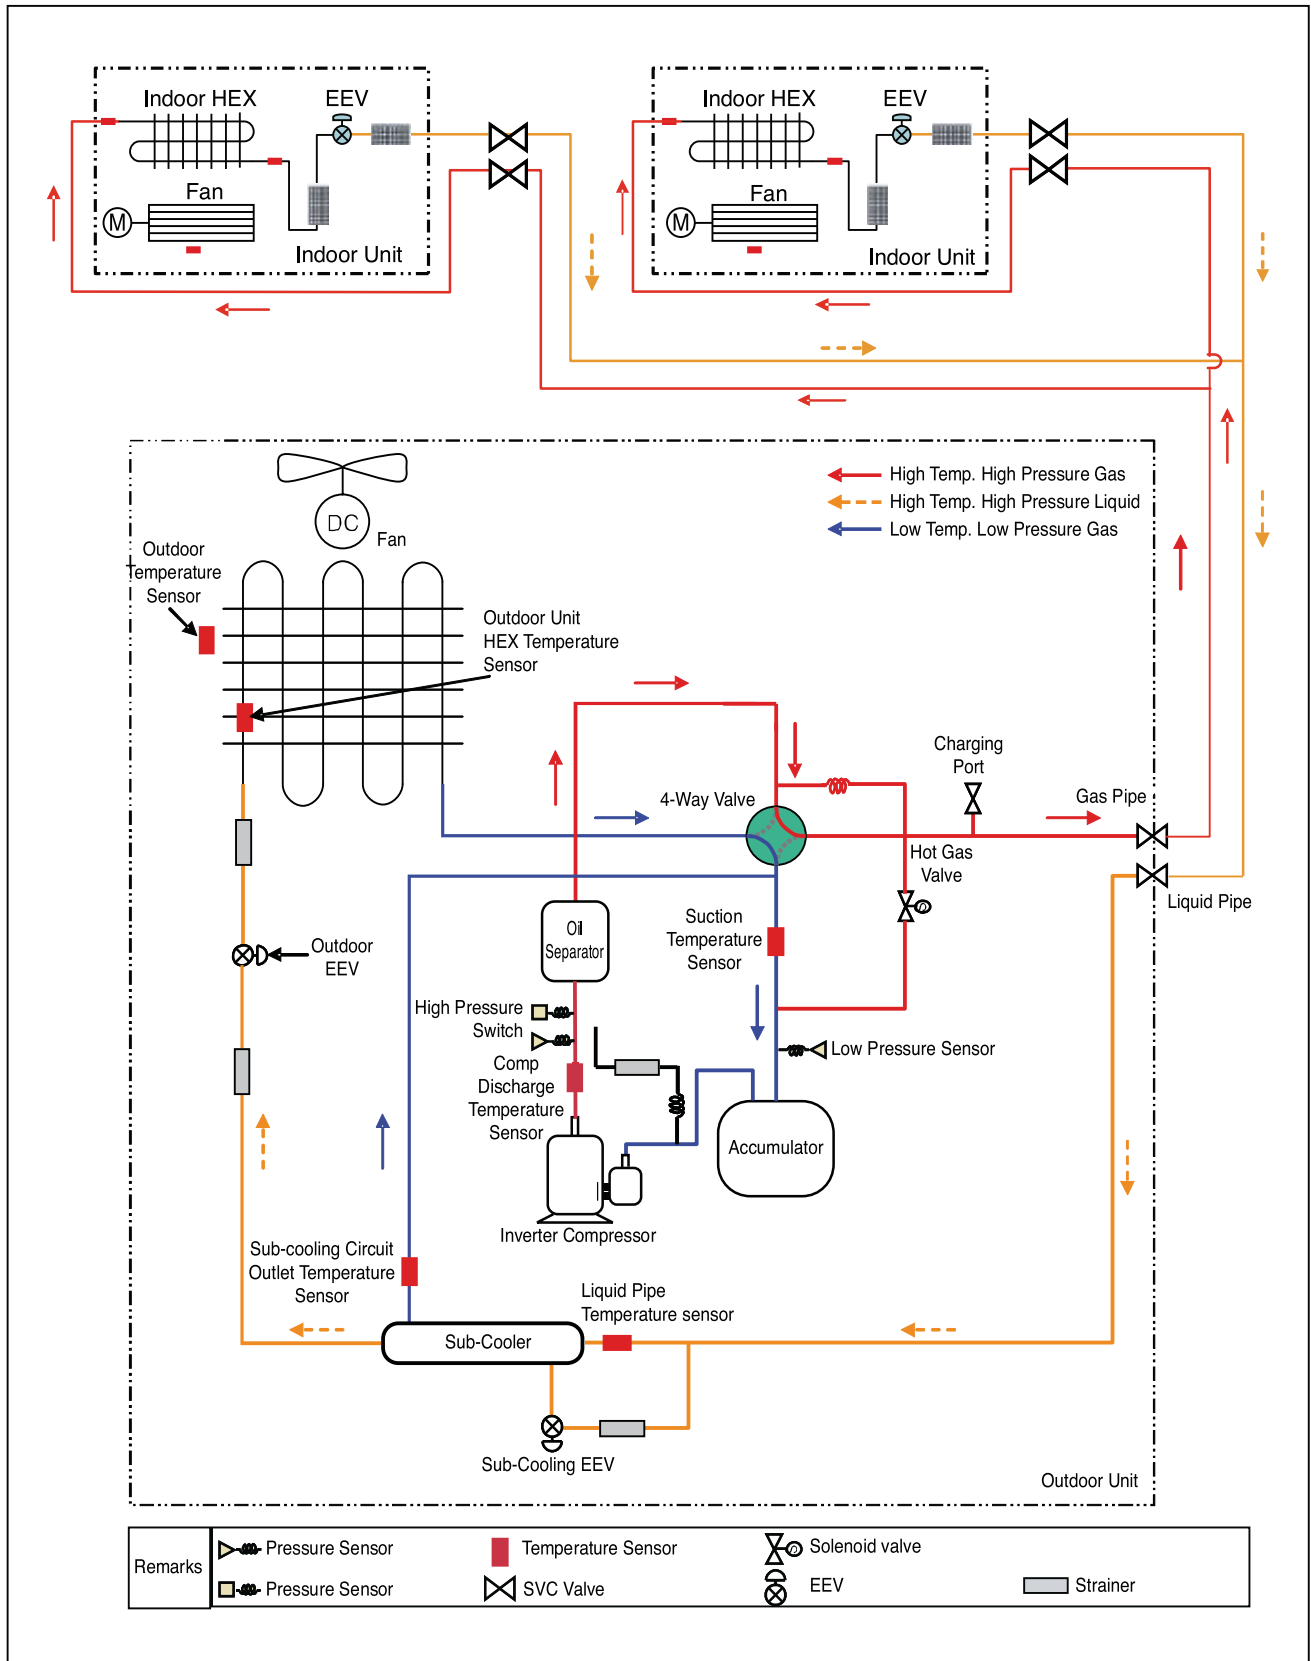 Indoor HEX
EEV
Fan
M
Indoor Unit
Indoor HEX
EEV
Fan
M
Indoor Unit
High Temp. High Pressure Gas
High Temp. High Pressure Liquid
Low Temp. Low Pressure Gas
DC
Fan
Outdoor
Temperature
Sensor
Outdoor Unit
HEX Temperature
Sensor
Charging
Port
4-Way Valve
Gas Pipe
Hot Gas
Valve
Liquid Pipe
Suction
Temperature
Sensor
Oil
Separator
Outdoor
EEV
High Pressure
Switch
Low Pressure Sensor
Comp
Discharge
Temperature
Sensor
Accumulator
Inverter Compressor
Sub-cooling Circuit
Outlet Temperature
Sensor
Liquid Pipe
Temperature sensor
Sub-Cooler
Sub-Cooling EEV
Outdoor Unit
Remarks
Pressure Sensor
Temperature Sensor
Solenoid valve
Pressure Sensor
SVC Valve
EEV
Strainer